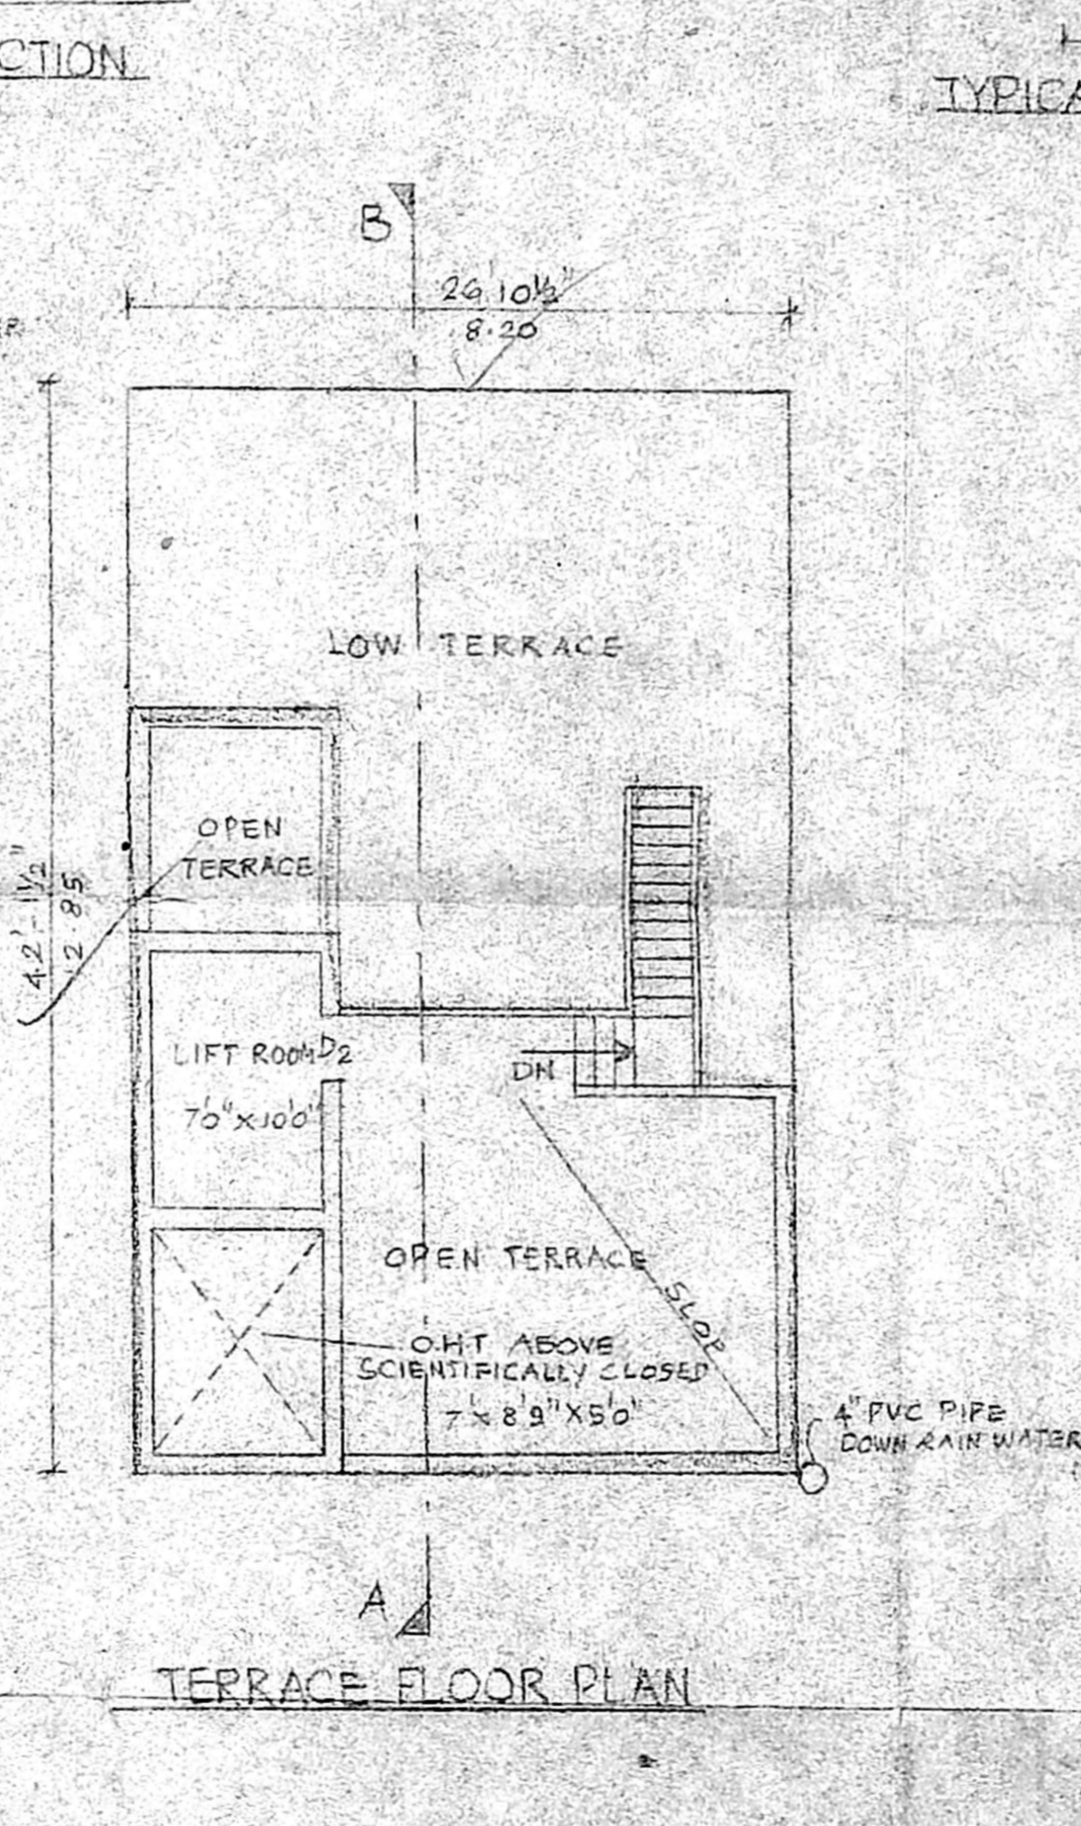 CTION
TYPICA
B
26'10½"
8.20
LOW TERRACE
OPEN
TERRACE
42'-1½"
12.85
LIFT ROOM D2
7'0"X10'0"
DN
OPEN TERRACE
SLOP
O.H.T ABOVE
SCIENTIFICALLY CLOSED
7'X8'9"X5'0"
4" PVC PIPE
DOWN RAIN WATER
A
TERRACE FLOOR PLAN